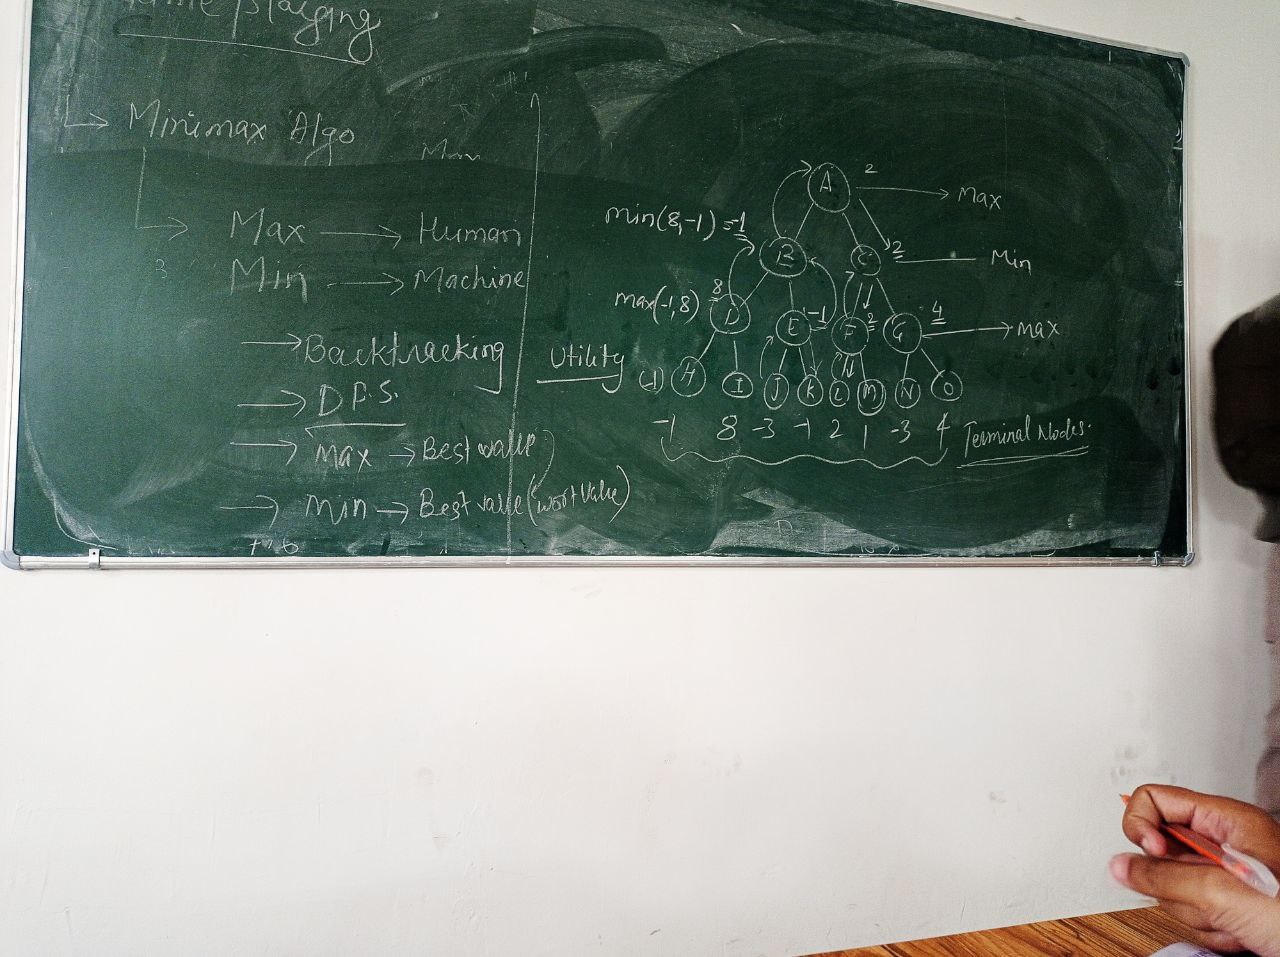 Game playing
Minimax Algo
Max
Max → Human
Min → Machine
→ Backtracking
→ D.F.S.
→ max → Best value
→ min → Best value (worst value)
A 2 → max
min(8,-1) = -1
B C 2 Min
max(-1,8) 8 D E -1 F 2 G 4 → max
Utility (-1) H I J K L M N O
-1 8 -3 -1 2 1 -3 4 Terminal Nodes.